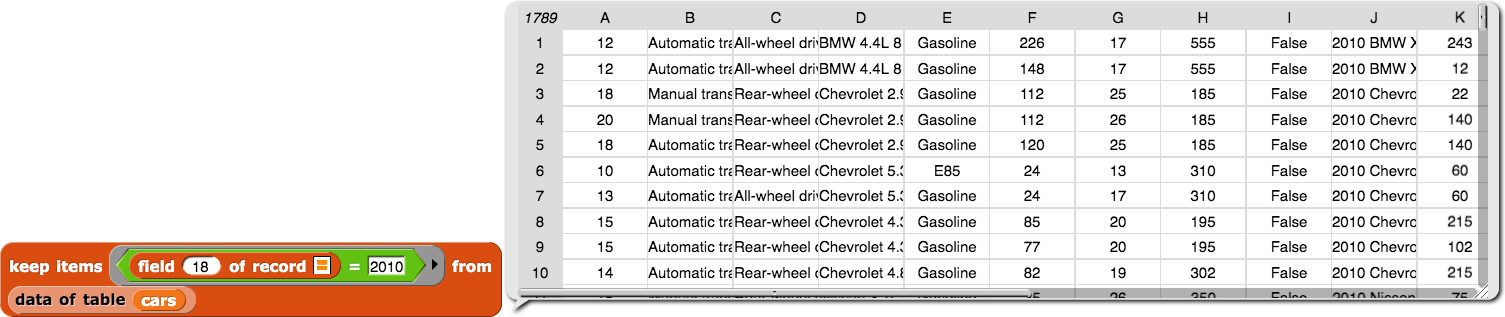 1789 A B C D E F G H I J K
1 12 Automatic tra All-wheel driv BMW 4.4L 8 Gasoline 226 17 555 False 2010 BMW X 243
2 12 Automatic tra All-wheel driv BMW 4.4L 8 Gasoline 148 17 555 False 2010 BMW X 12
3 18 Manual trans Rear-wheel Chevrolet 2.9 Gasoline 112 25 185 False 2010 Chevro 22
4 20 Manual trans Rear-wheel Chevrolet 2.9 Gasoline 112 26 185 False 2010 Chevro 140
5 18 Automatic tra Rear-wheel Chevrolet 2.9 Gasoline 120 25 185 False 2010 Chevro 140
6 10 Automatic tra Rear-wheel Chevrolet 5.3 E85 24 13 310 False 2010 Chevro 60
7 13 Automatic tra All-wheel driv Chevrolet 5.3 Gasoline 24 17 310 False 2010 Chevro 60
8 15 Automatic tra Rear-wheel Chevrolet 4.3 Gasoline 85 20 195 False 2010 Chevro 215
9 15 Automatic tra Rear-wheel Chevrolet 4.3 Gasoline 77 20 195 False 2010 Chevro 102
10 14 Automatic tra Rear-wheel Chevrolet 4.8 Gasoline 82 19 302 False 2010 Chevro 215
26 350 False 2010 Nissan 75
keep items field 18 of record = 2010 from
data of table cars